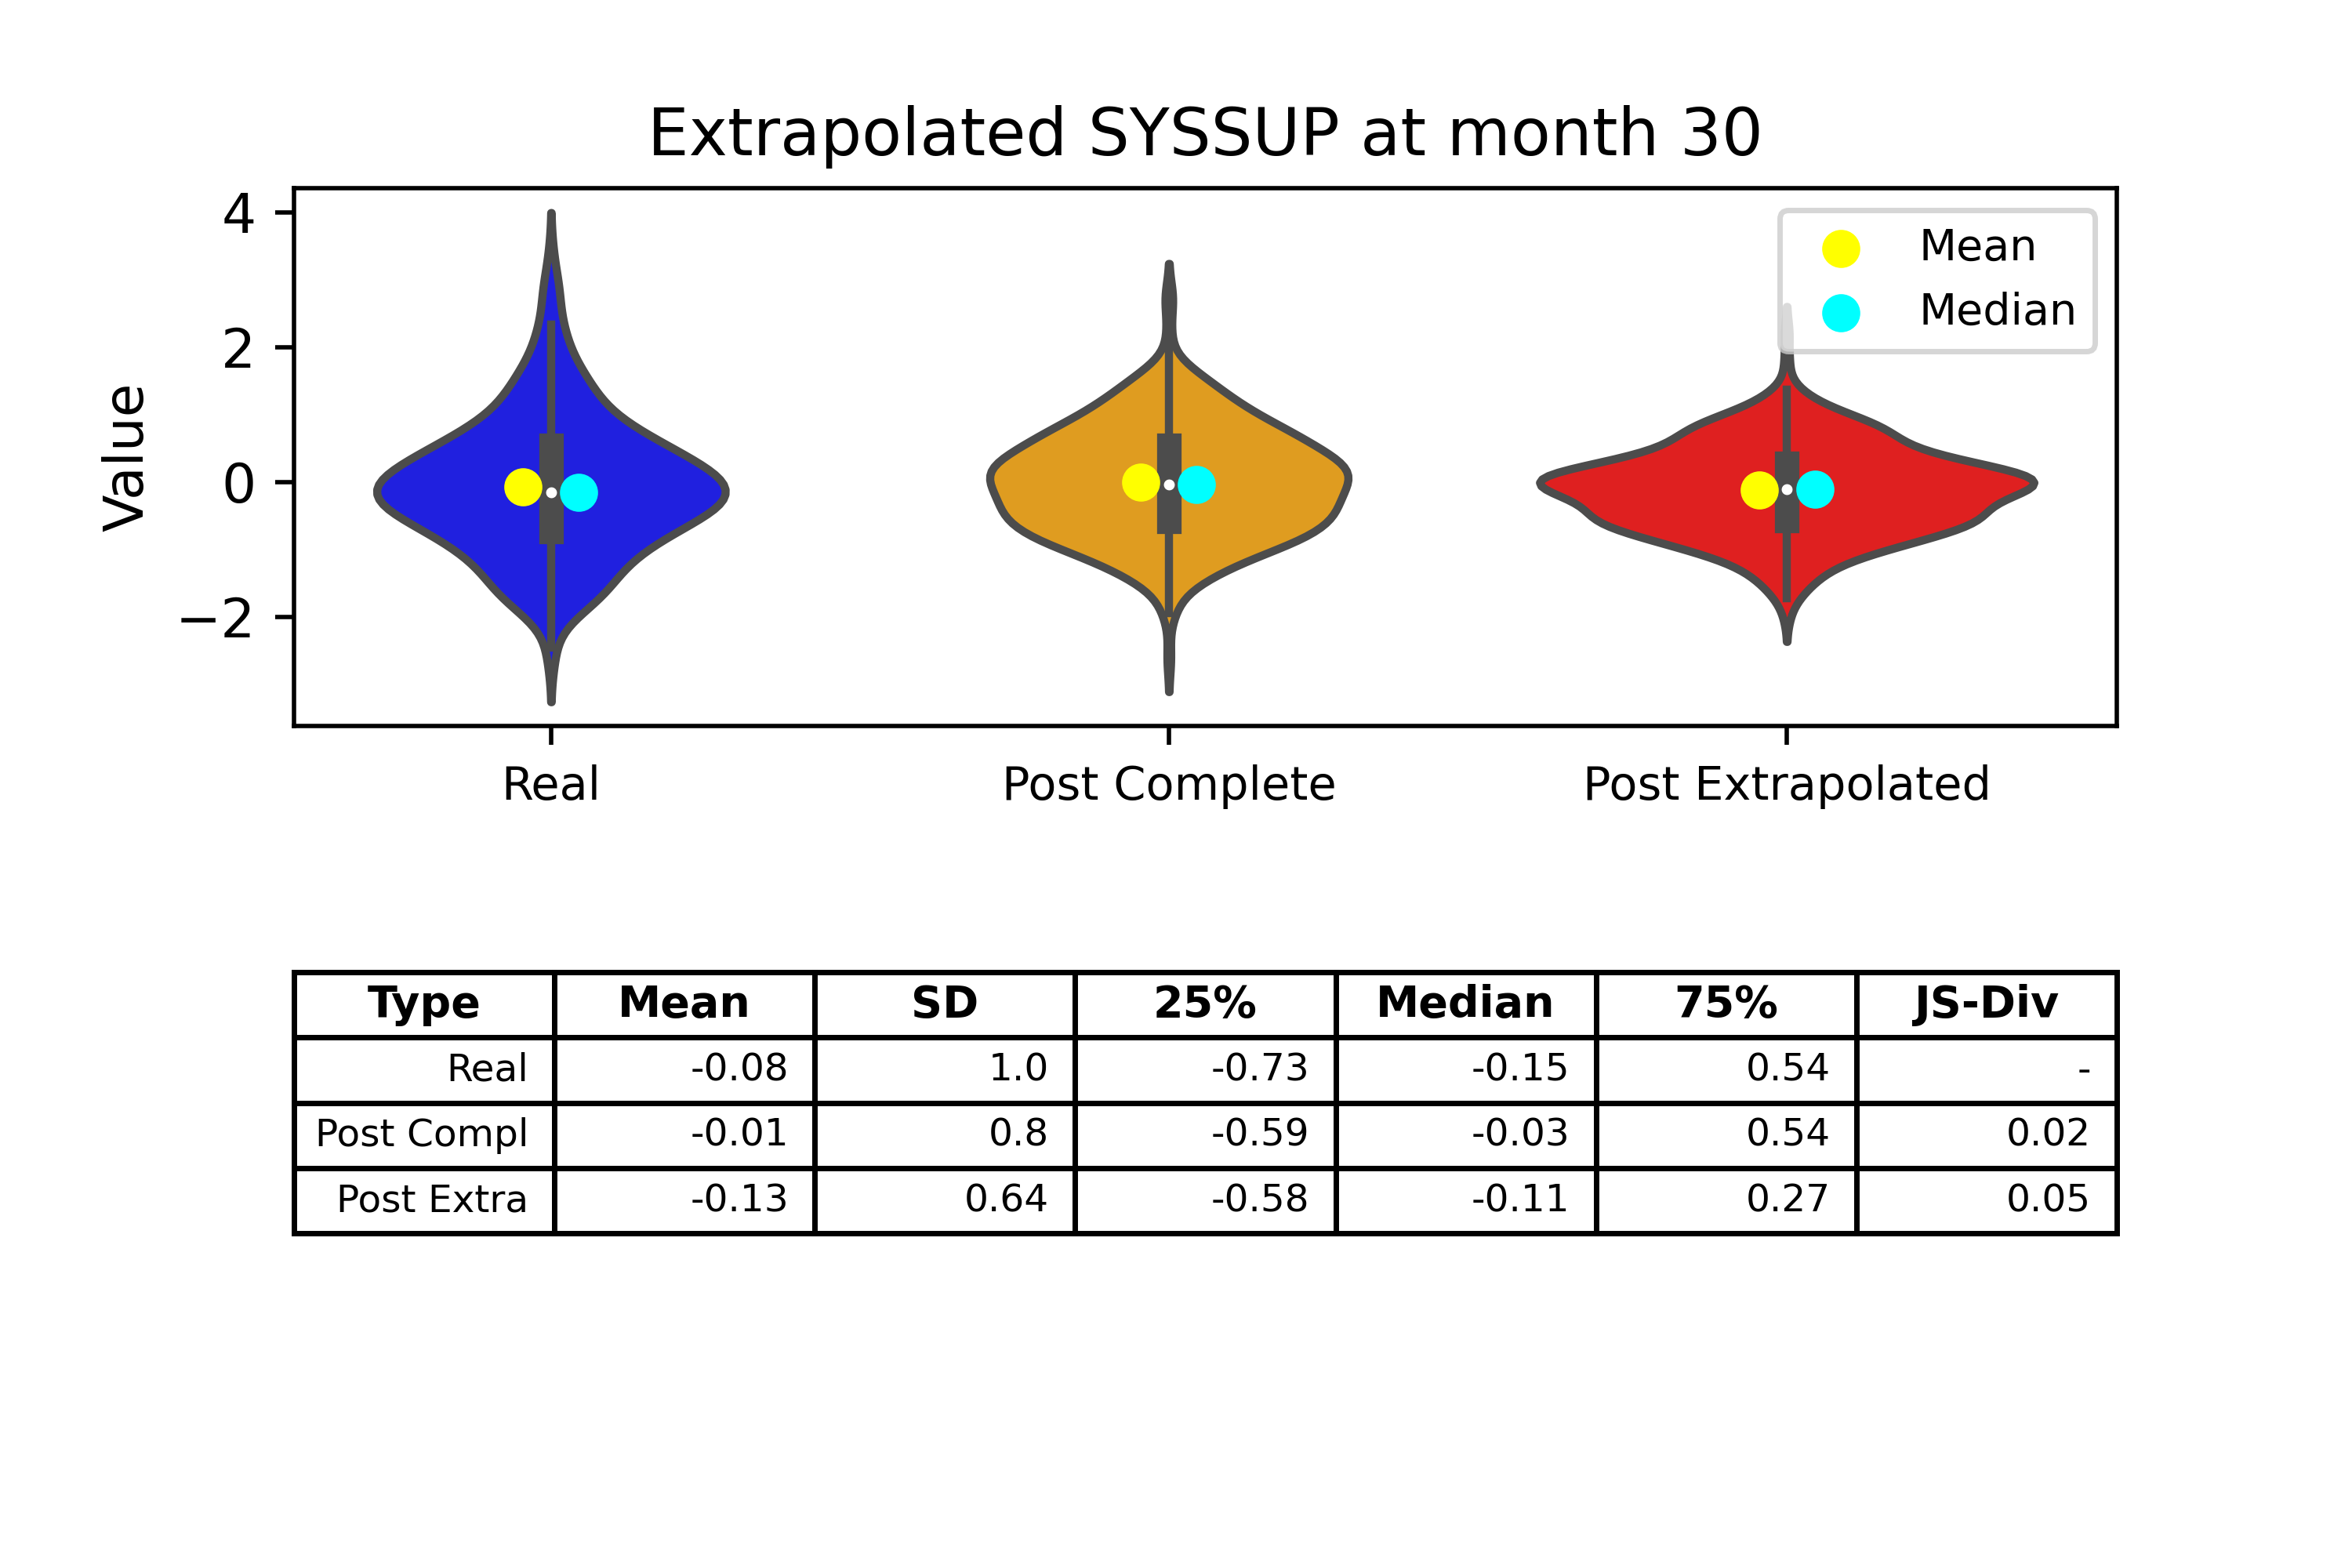 Extrapolated SYSSUP at month 30
4
2
0
−2
Value
Mean
Median
Real Post Complete Post Extrapolated
Type Mean SD 25% Median 75% JS-Div
Real -0.08 1.0 -0.73 -0.15 0.54 -
Post Compl -0.01 0.8 -0.59 -0.03 0.54 0.02
Post Extra -0.13 0.64 -0.58 -0.11 0.27 0.05